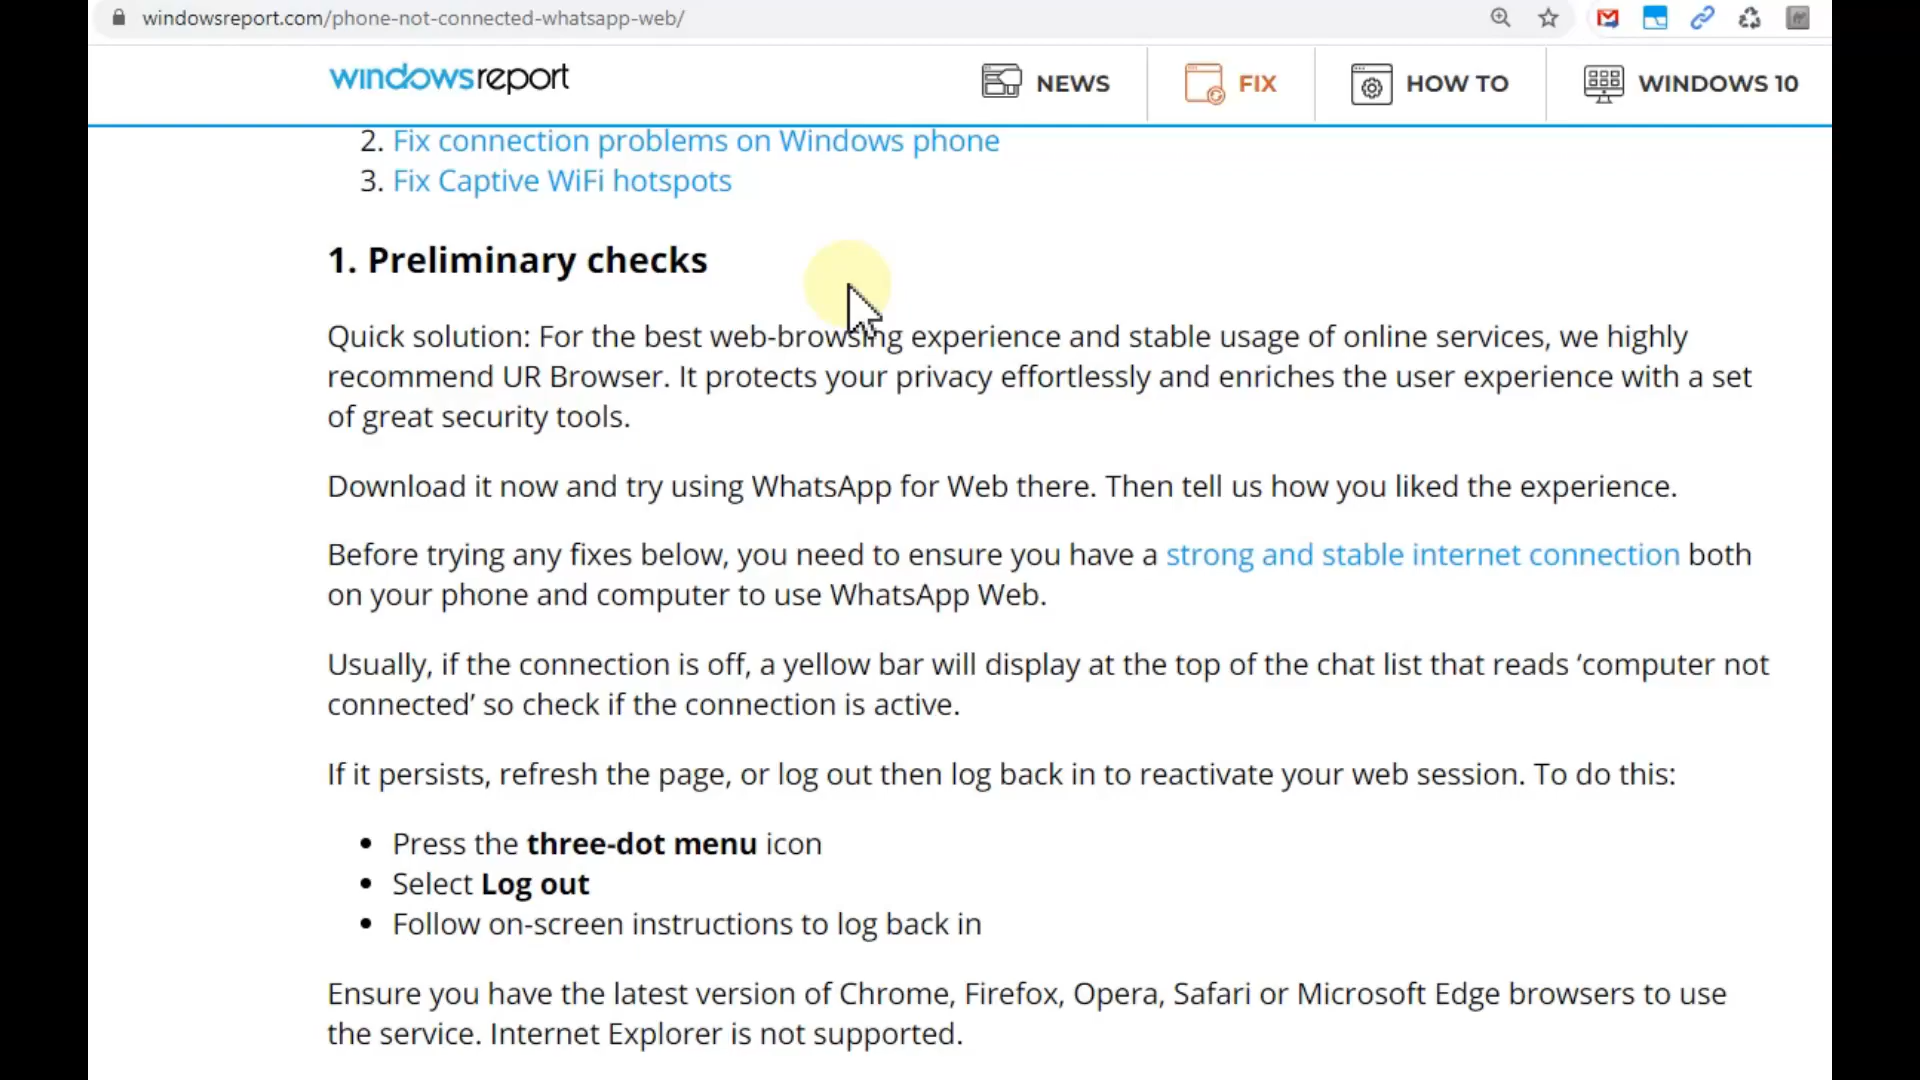 windowsreport.com/phone-not-connected-whatsapp-web/
windowsreport
NEWS
FIX
HOW TO
WINDOWS 10
2. Fix connection problems on Windows phone
3. Fix Captive WiFi hotspots
1. Preliminary checks
Quick solution: For the best web-browsing experience and stable usage of online services, we highly
recommend UR Browser. It protects your privacy effortlessly and enriches the user experience with a set
of great security tools.
Download it now and try using WhatsApp for Web there. Then tell us how you liked the experience.
Before trying any fixes below, you need to ensure you have a strong and stable internet connection both
on your phone and computer to use WhatsApp Web.
Usually, if the connection is off, a yellow bar will display at the top of the chat list that reads ‘computer not
connected’ so check if the connection is active.
If it persists, refresh the page, or log out then log back in to reactivate your web session. To do this:
• Press the three-dot menu icon
• Select Log out
• Follow on-screen instructions to log back in
Ensure you have the latest version of Chrome, Firefox, Opera, Safari or Microsoft Edge browsers to use
the service. Internet Explorer is not supported.